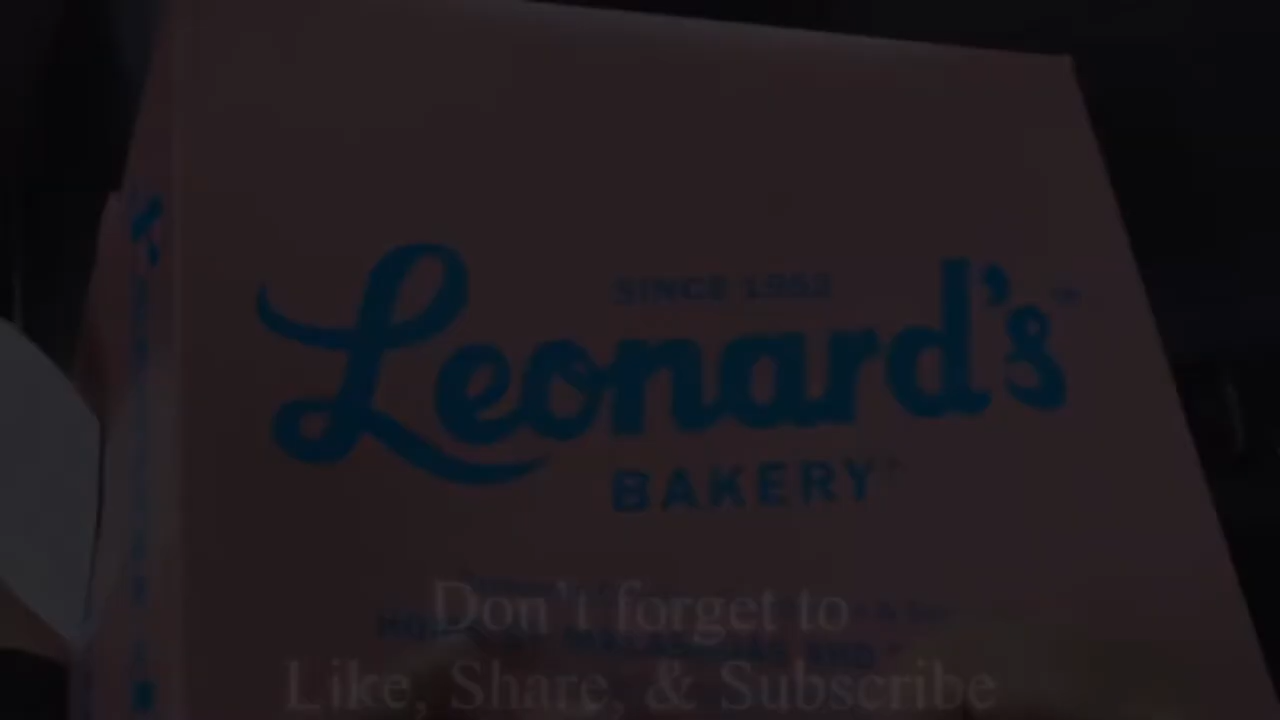 SINCE 1952
Leonard's
BAKERY
Don't forget to
Like, Share, & Subscribe